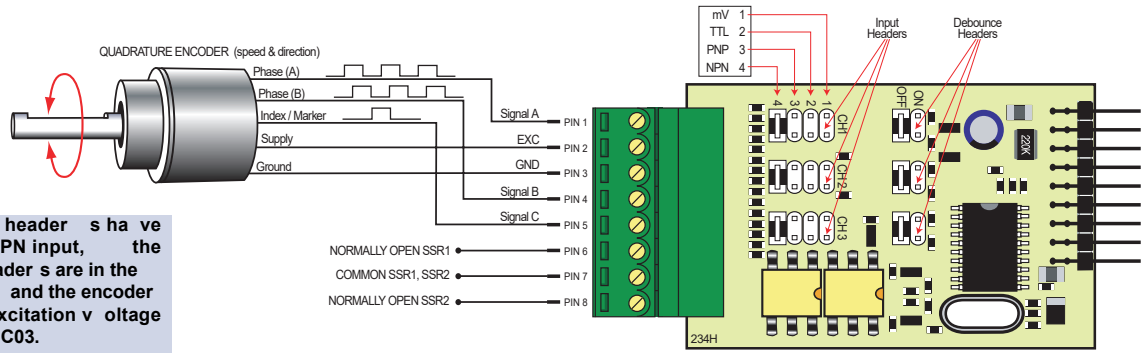 mV 1
TTL 2
PNP 3
NPN 4
Input
Headers
Debounce
Headers
QUADRATURE ENCODER (speed & direction)
Phase (A)
Phase (B)
Index / Marker
Supply
Ground
Signal A
EXC
GND
Signal B
Signal C
NORMALLY OPEN SSR1
COMMON SSR1, SSR2
NORMALLY OPEN SSR2
PIN 1
PIN 2
PIN 3
PIN 4
PIN 5
PIN 6
PIN 7
PIN 8
4 3 2 1
CH1
CH2
CH3
OFF ON
220K
234H
header s ha ve
PN input, the
ader s are in the
and the encoder
xcitation v oltage
C03.